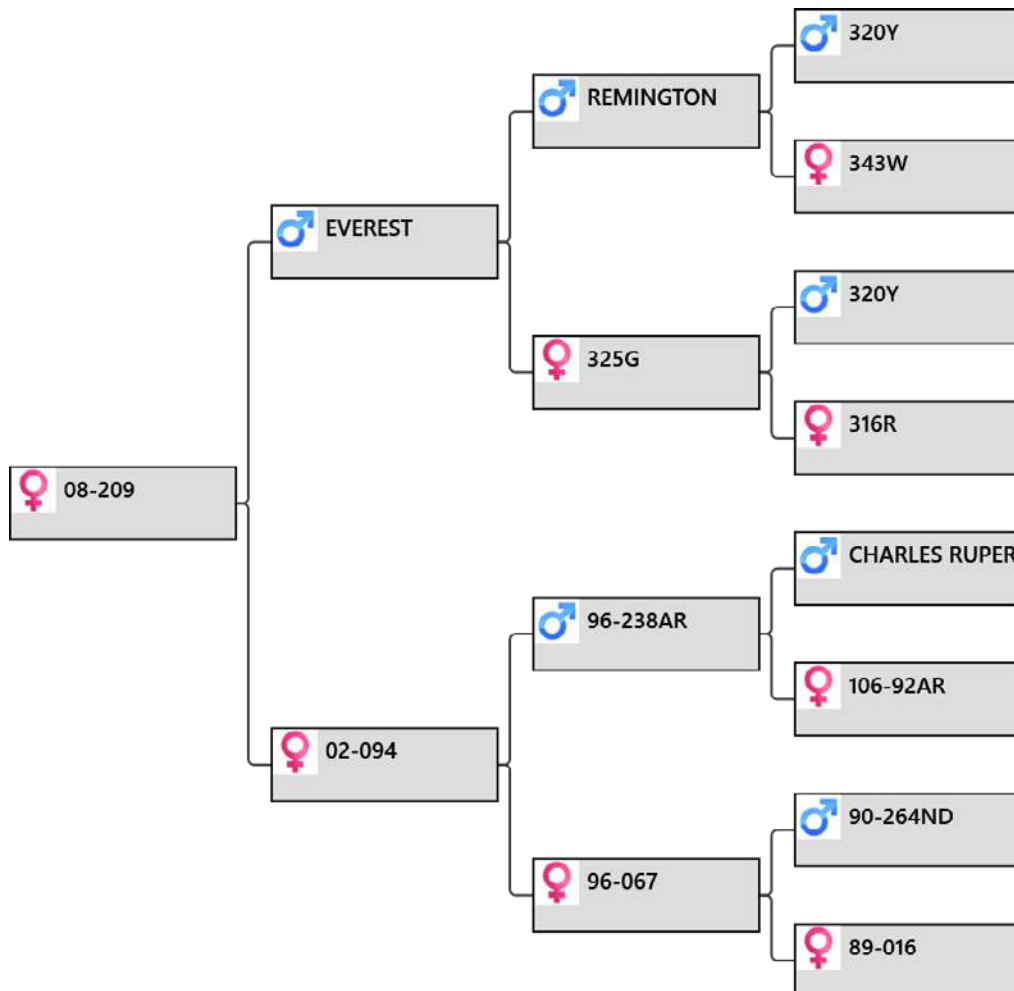 320Y
REMINGTON
343W
EVEREST
320Y
325G
316R
08-209
CHARLES RUPER
96-238AR
106-92AR
02-094
90-264ND
96-067
89-016